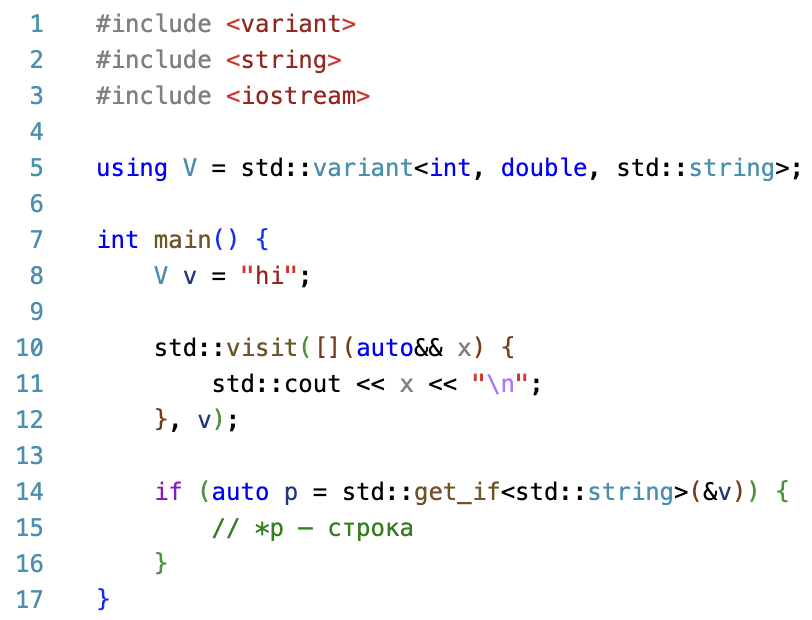 1 #include <variant>
2 #include <string>
3 #include <iostream>
4
5 using V = std::variant<int, double, std::string>;
6
7 int main() {
8     V v = "hi";
9
10     std::visit([](auto&& x) {
11         std::cout << x << "\n";
12     }, v);
13
14     if (auto p = std::get_if<std::string>(&v)) {
15         // *p — строка
16     }
17 }